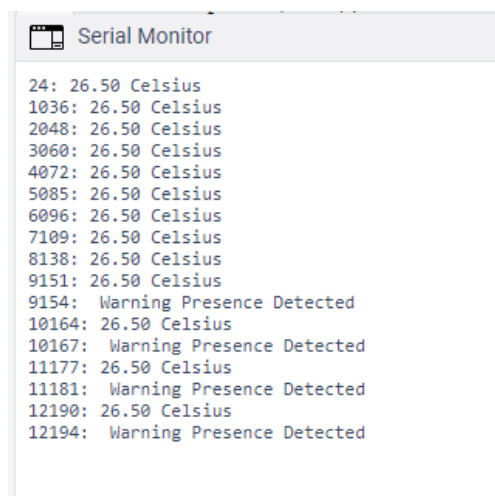 Serial Monitor
24: 26.50 Celsius
1036: 26.50 Celsius
2048: 26.50 Celsius
3060: 26.50 Celsius
4072: 26.50 Celsius
5085: 26.50 Celsius
6096: 26.50 Celsius
7109: 26.50 Celsius
8138: 26.50 Celsius
9151: 26.50 Celsius
9154:  Warning Presence Detected
10164: 26.50 Celsius
10167:  Warning Presence Detected
11177: 26.50 Celsius
11181:  Warning Presence Detected
12190: 26.50 Celsius
12194:  Warning Presence Detected